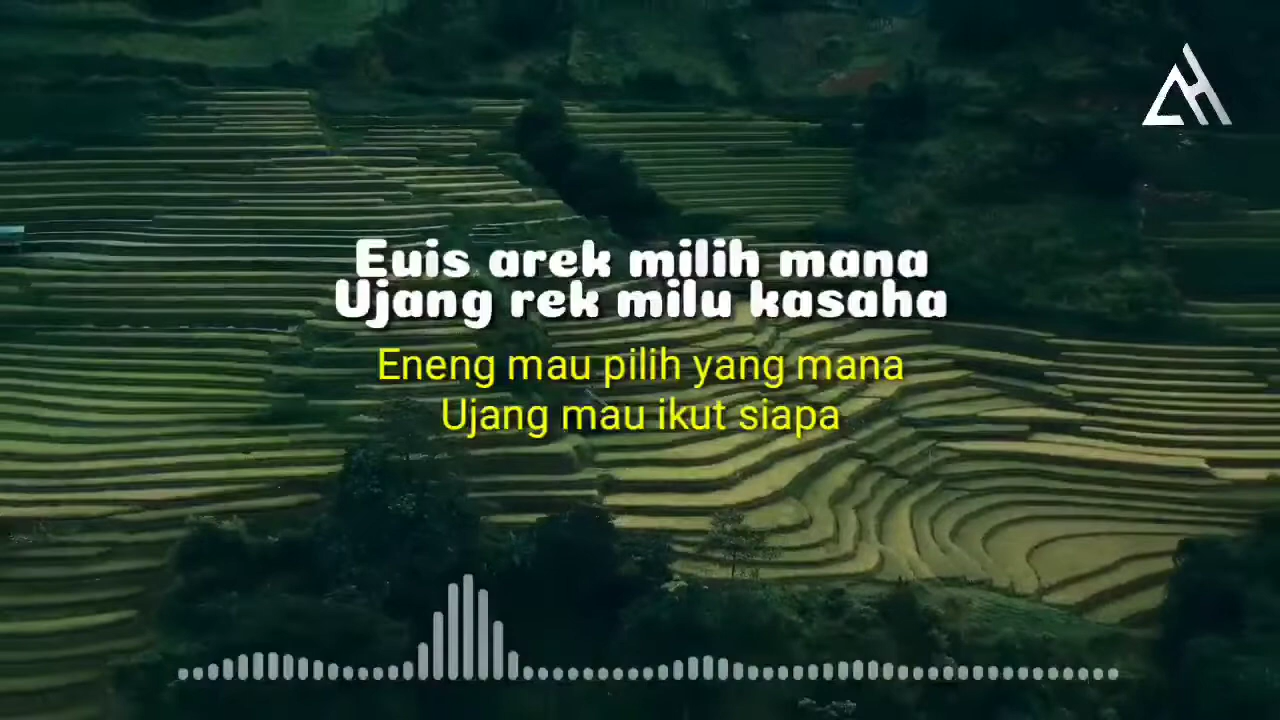 Euis arek milih mana
Ujang rek milu kasaha
Eneng mau pilih yang mana
Ujang mau ikut siapa